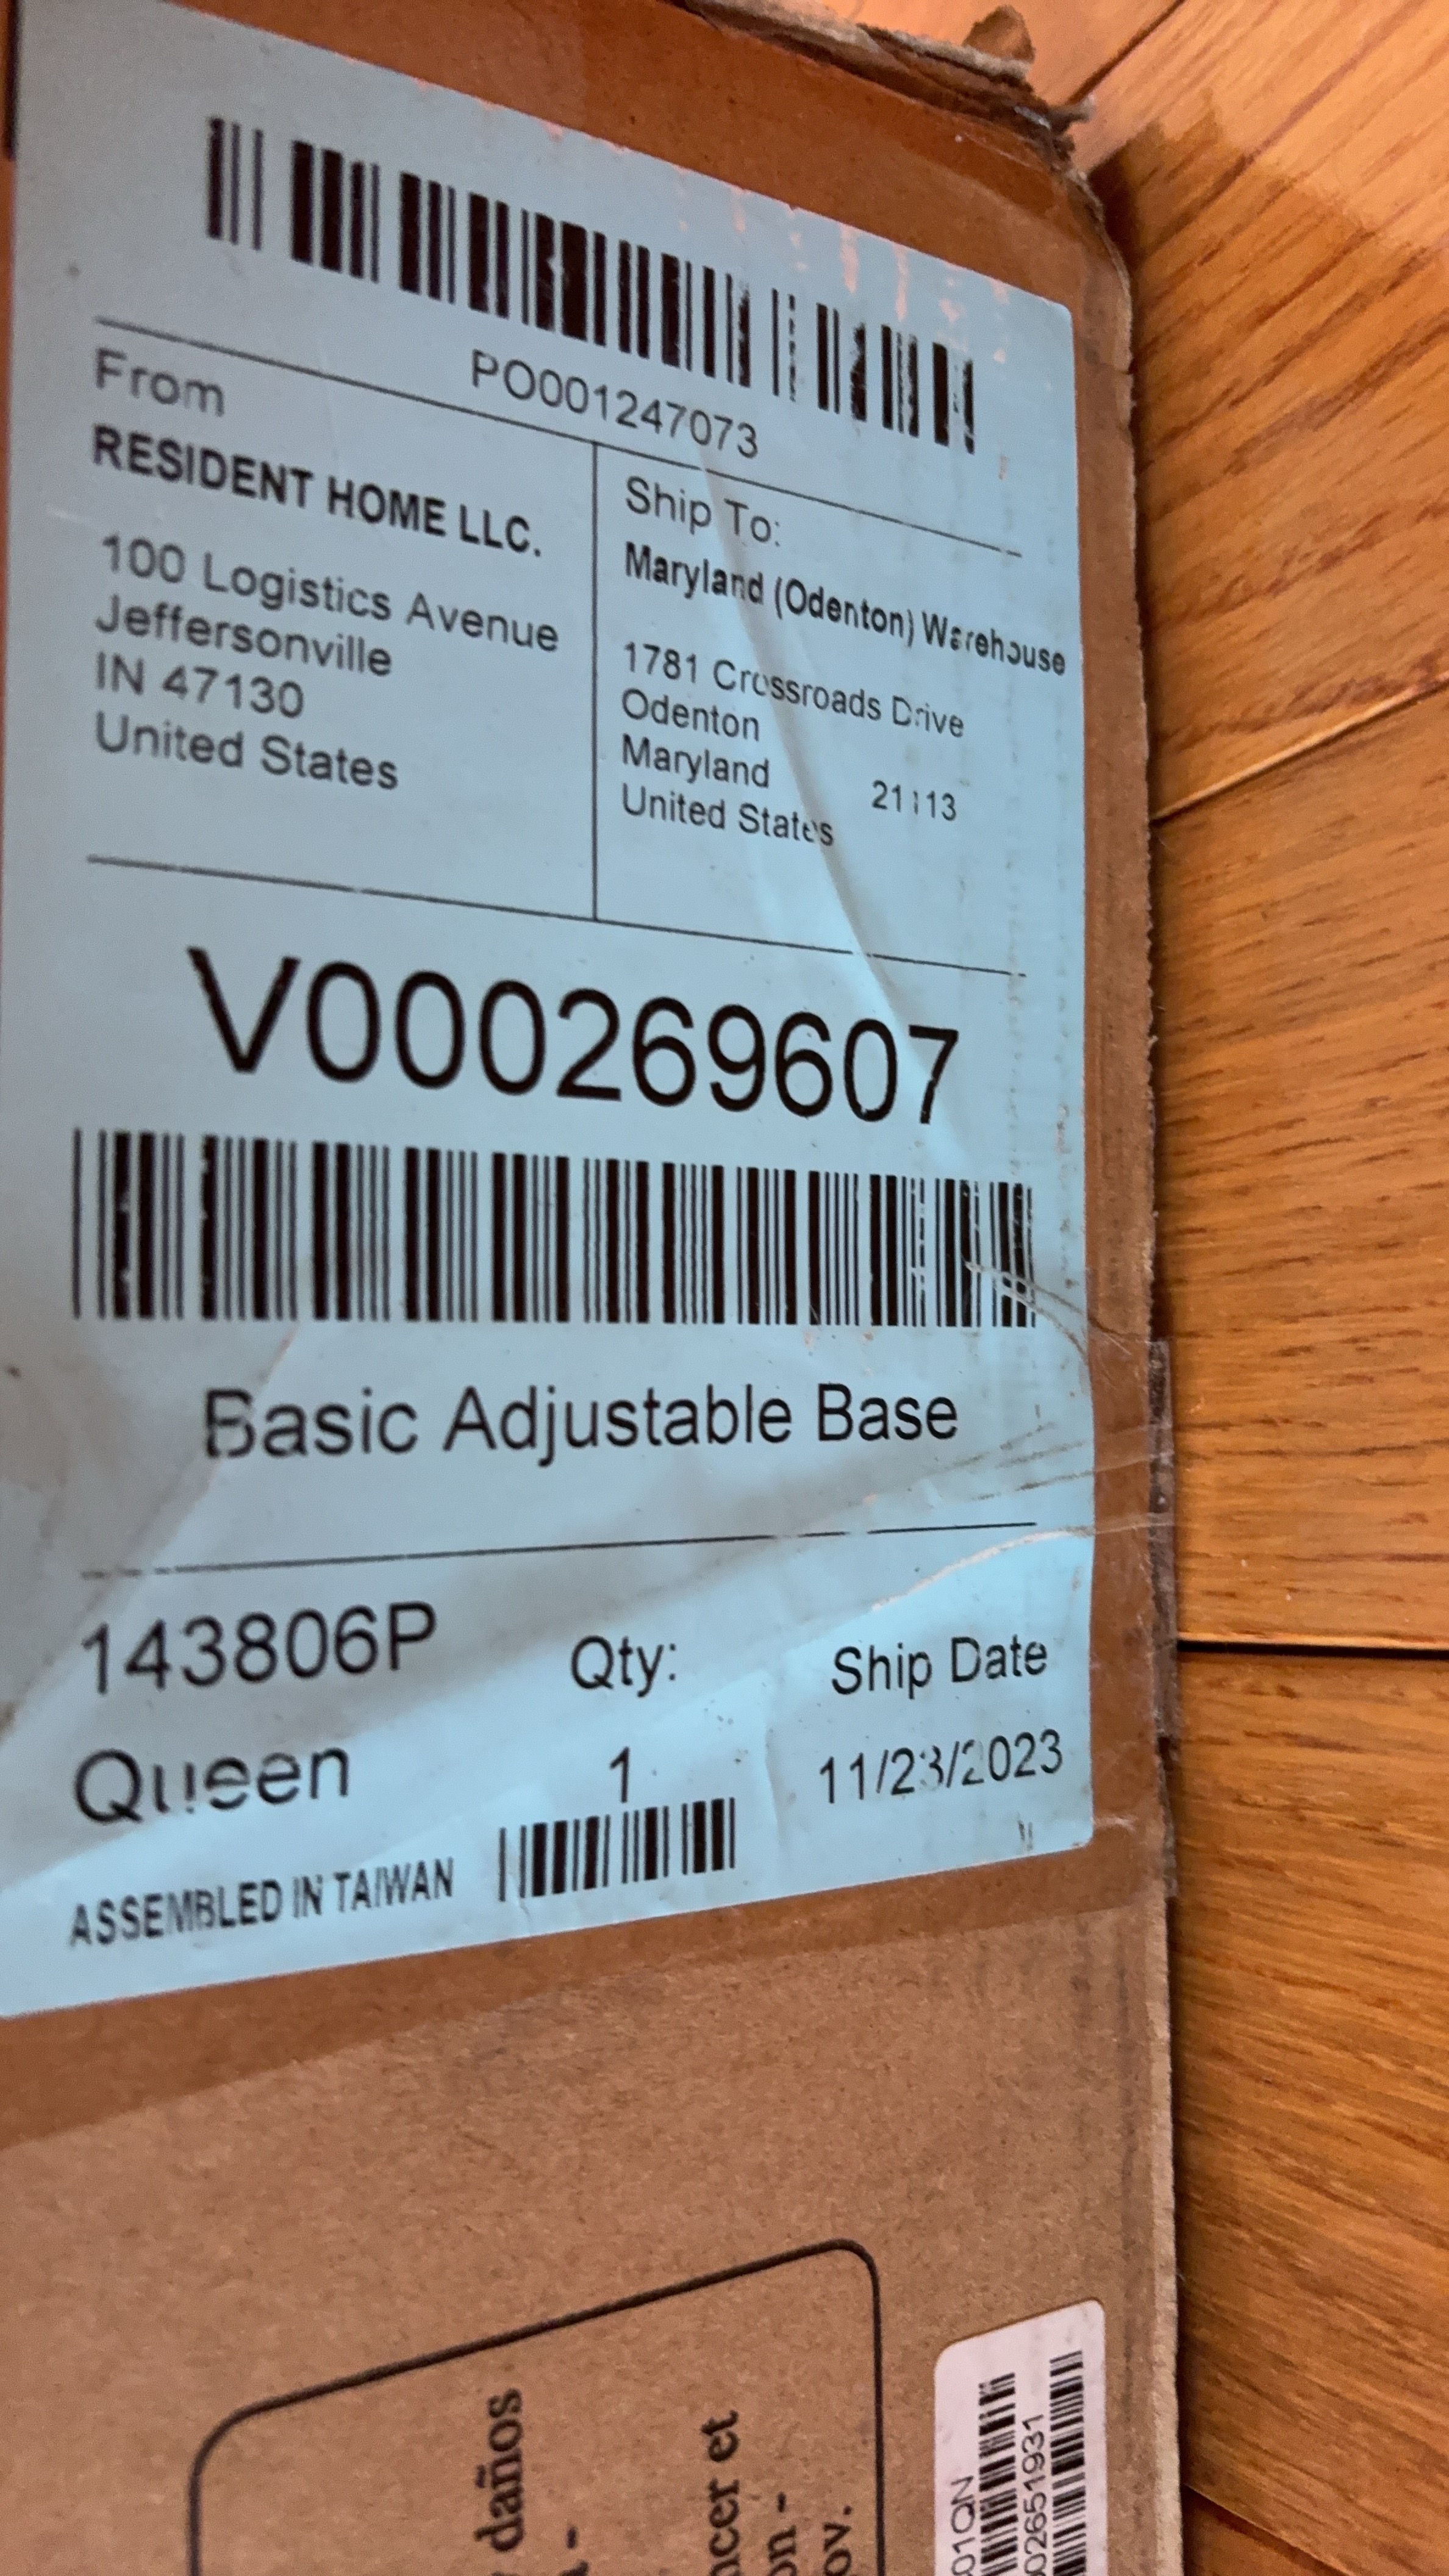 PO001247073
From
RESIDENT HOME LLC.
100 Logistics Avenue
Jeffersonville
IN 47130
United States
Ship To:
Maryland (Odenton) Warehouse
1781 Crossroads Drive
Odenton
Maryland 21113
United States
V000269607
Basic Adjustable Base
143806P
Queen
Qty:
1
Ship Date
11/23/2023
ASSEMBLED IN TAIWAN
daños
et
01QN
02651931